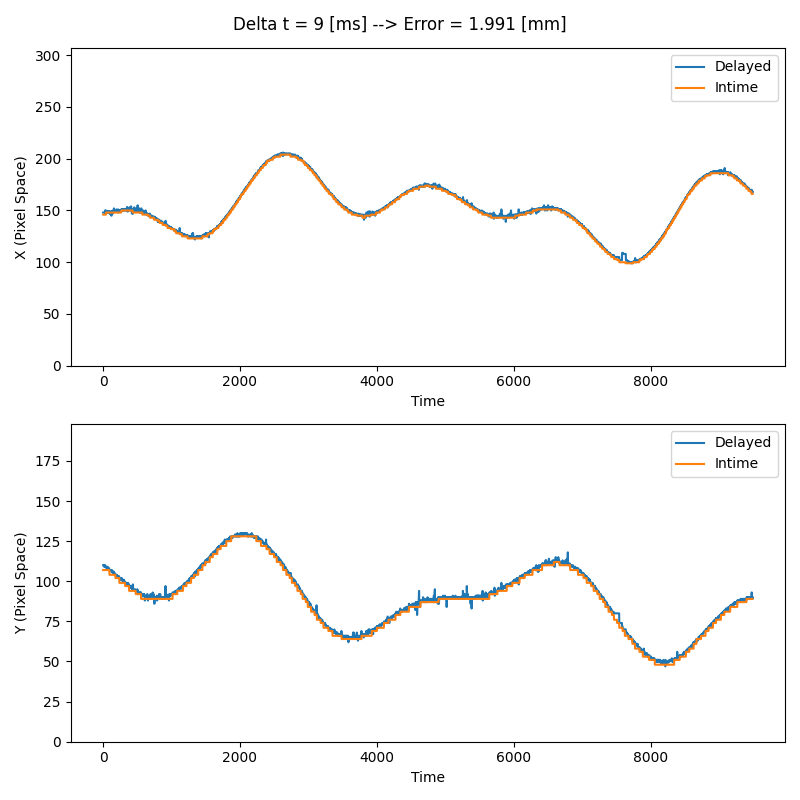 Delta t = 9 [ms] --> Error = 1.991 [mm]
300
250
200
150
100
50
0
X (Pixel Space)
Delayed
Intime
0 2000 4000 6000 8000
Time
175
150
125
100
75
50
25
0
Y (Pixel Space)
Delayed
Intime
0 2000 4000 6000 8000
Time